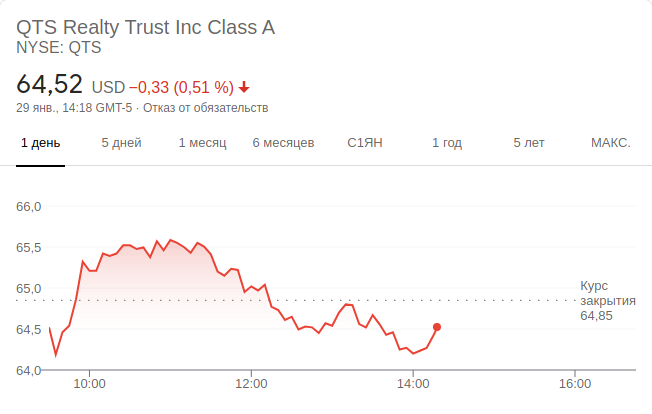 QTS Realty Trust Inc Class A
NYSE: QTS
64,52 USD −0,33 (0,51 %)
29 янв., 14:18 GMT-5 · Отказ от обязательств
1 день 5 дней 1 месяц 6 месяцев С1ЯН 1 год 5 лет МАКС.
66,0
65,5
65,0
64,5
64,0
Курс
закрытия
64,85
10:00 12:00 14:00 16:00